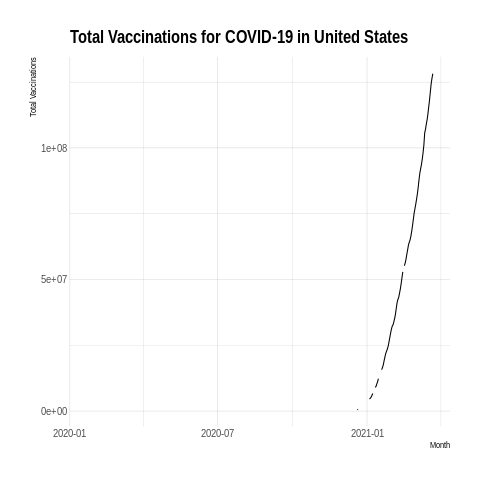 Total Vaccinations for COVID-19 in United States
Total Vaccinations
1e+08
5e+07
0e+00
2020-01 2020-07 2021-01
Month